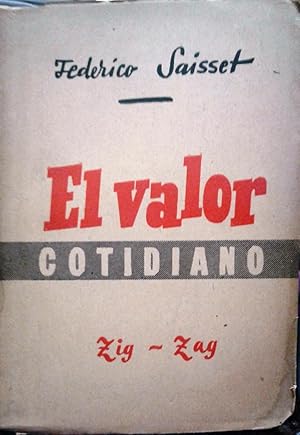 Federico Saisset
El valor
COTIDIANO
Zig - Zag